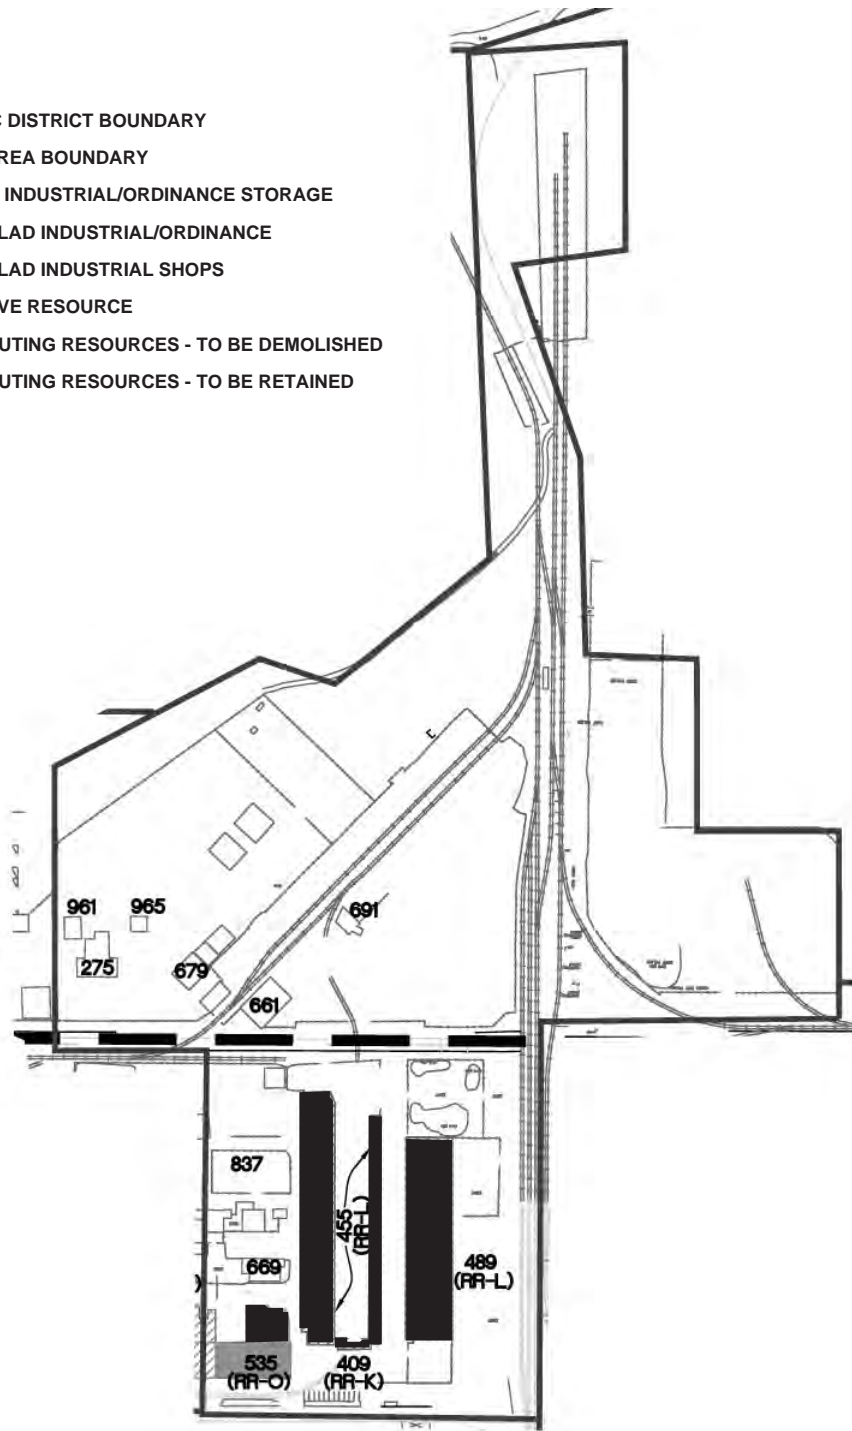 C DISTRICT BOUNDARY
REA BOUNDARY
INDUSTRIAL/ORDINANCE STORAGE
LAD INDUSTRIAL/ORDINANCE
LAD INDUSTRIAL SHOPS
VE RESOURCE
UTING RESOURCES - TO BE DEMOLISHED
UTING RESOURCES - TO BE RETAINED
E
961
965
691
275
679
661
837
455
(RR-L)
669
489
(RR-L)
535
(RR-O)
409
(RR-K)